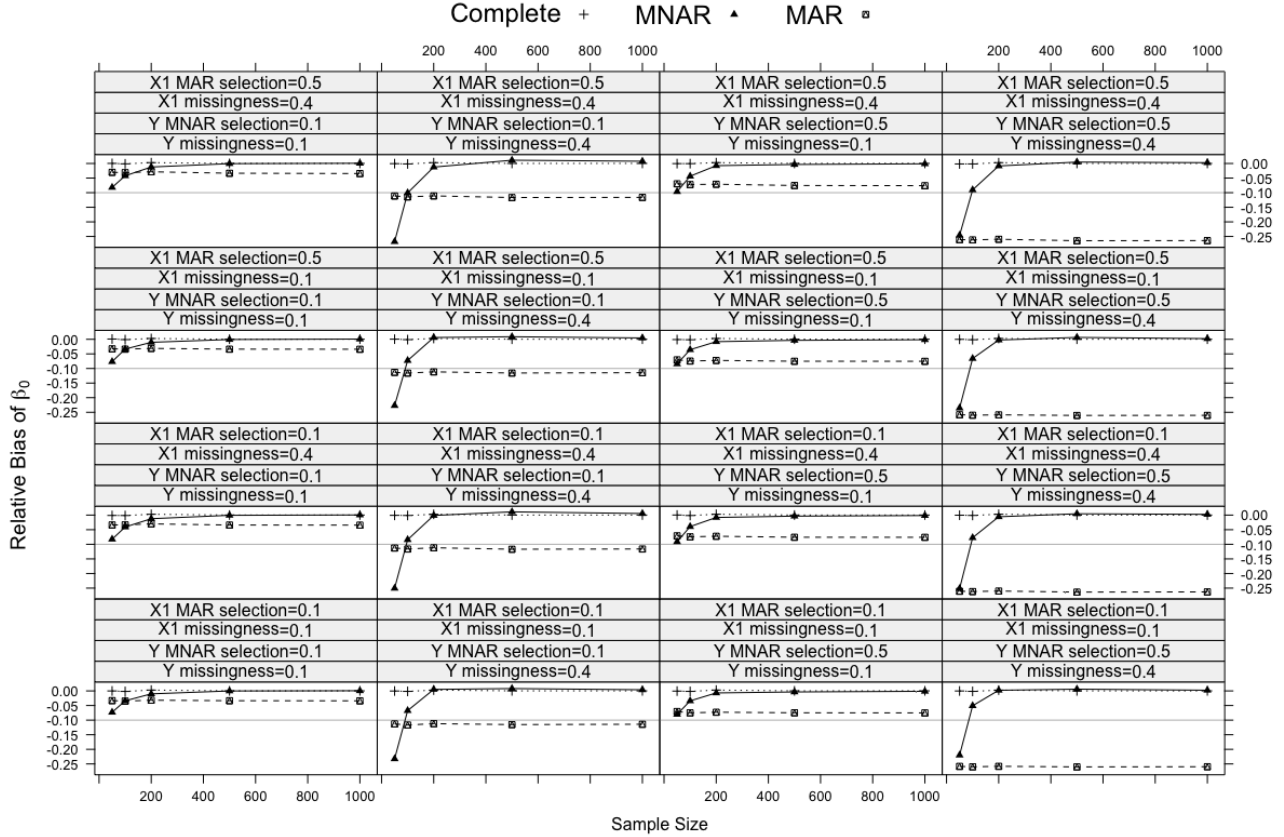 Complete + MNAR ▲ MAR
200 400 600 800 1000 200 400 600 800 1000
X1 MAR selection=0.5 X1 MAR selection=0.5 X1 MAR selection=0.5 X1 MAR selection=0.5
X1 missingness=0.4 X1 missingness=0.4 X1 missingness=0.4 X1 missingness=0.4
Y MNAR selection=0.1 Y MNAR selection=0.1 Y MNAR selection=0.5 Y MNAR selection=0.5
Y missingness=0.1 Y missingness=0.4 Y missingness=0.1 Y missingness=0.4
0.00
-0.05
-0.10
-0.15
-0.20
-0.25
X1 MAR selection=0.5 X1 MAR selection=0.5 X1 MAR selection=0.5 X1 MAR selection=0.5
X1 missingness=0.1 X1 missingness=0.1 X1 missingness=0.1 X1 missingness=0.1
Y MNAR selection=0.1 Y MNAR selection=0.1 Y MNAR selection=0.5 Y MNAR selection=0.5
Y missingness=0.1 Y missingness=0.4 Y missingness=0.1 Y missingness=0.4
0.00
-0.05
-0.10
-0.15
-0.20
-0.25
X1 MAR selection=0.1 X1 MAR selection=0.1 X1 MAR selection=0.1 X1 MAR selection=0.1
X1 missingness=0.4 X1 missingness=0.4 X1 missingness=0.4 X1 missingness=0.4
Y MNAR selection=0.1 Y MNAR selection=0.1 Y MNAR selection=0.5 Y MNAR selection=0.5
Y missingness=0.1 Y missingness=0.4 Y missingness=0.1 Y missingness=0.4
0.00
-0.05
-0.10
-0.15
-0.20
-0.25
X1 MAR selection=0.1 X1 MAR selection=0.1 X1 MAR selection=0.1 X1 MAR selection=0.1
X1 missingness=0.1 X1 missingness=0.1 X1 missingness=0.1 X1 missingness=0.1
Y MNAR selection=0.1 Y MNAR selection=0.1 Y MNAR selection=0.5 Y MNAR selection=0.5
Y missingness=0.1 Y missingness=0.4 Y missingness=0.1 Y missingness=0.4
0.00
-0.05
-0.10
-0.15
-0.20
-0.25
200 400 600 800 1000 200 400 600 800 1000
Sample Size
Relative Bias of β₀